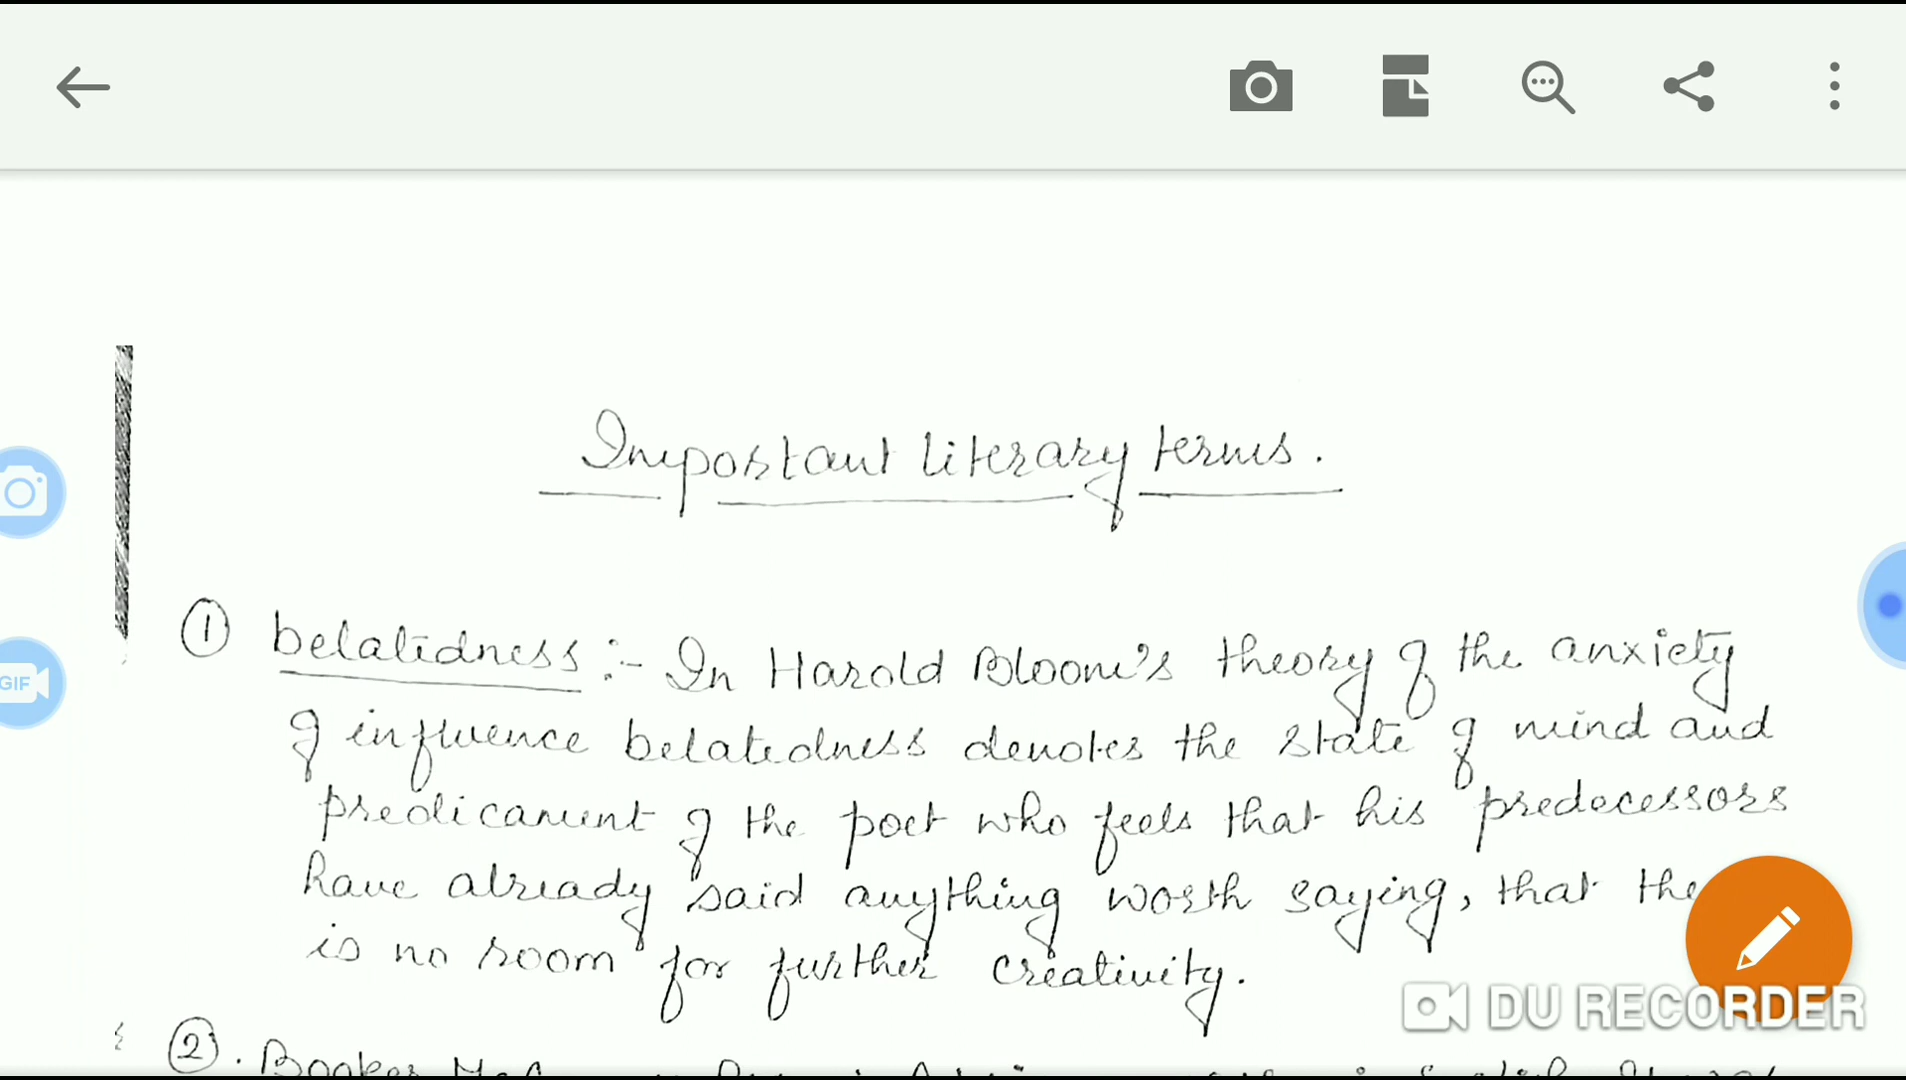 Important literary terms.
① belatedness :- In Harold Bloom's theory of the anxiety
of influence belatedness denotes the state of mind and
predicament of the poet who feels that his predecessors
have already said anything worth saying, that the
is no room for further creativity.
②. Booker
GIF
DU RECORDER